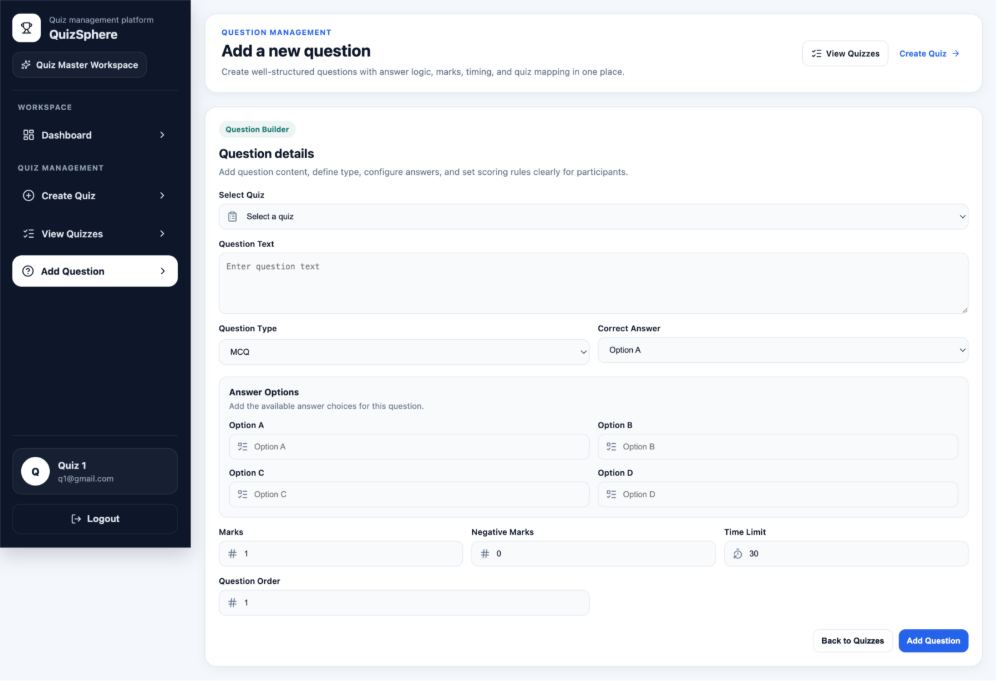 Quiz management platform
QuizSphere
Quiz Master Workspace
WORKSPACE
Dashboard
QUIZ MANAGEMENT
Create Quiz
View Quizzes
Add Question
Q
Quiz 1
q1@gmail.com
Logout
QUESTION MANAGEMENT
Add a new question
Create well-structured questions with answer logic, marks, timing, and quiz mapping in one place.
View Quizzes
Create Quiz
Question Builder
Question details
Add question content, define type, configure answers, and set scoring rules clearly for participants.
Select Quiz
Select a quiz
Question Text
Enter question text
Question Type
Correct Answer
MCQ
Option A
Answer Options
Add the available answer choices for this question.
Option A
Option B
Option A
Option B
Option C
Option D
Option C
Option D
Marks
Negative Marks
Time Limit
1
0
30
Question Order
1
Back to Quizzes
Add Question